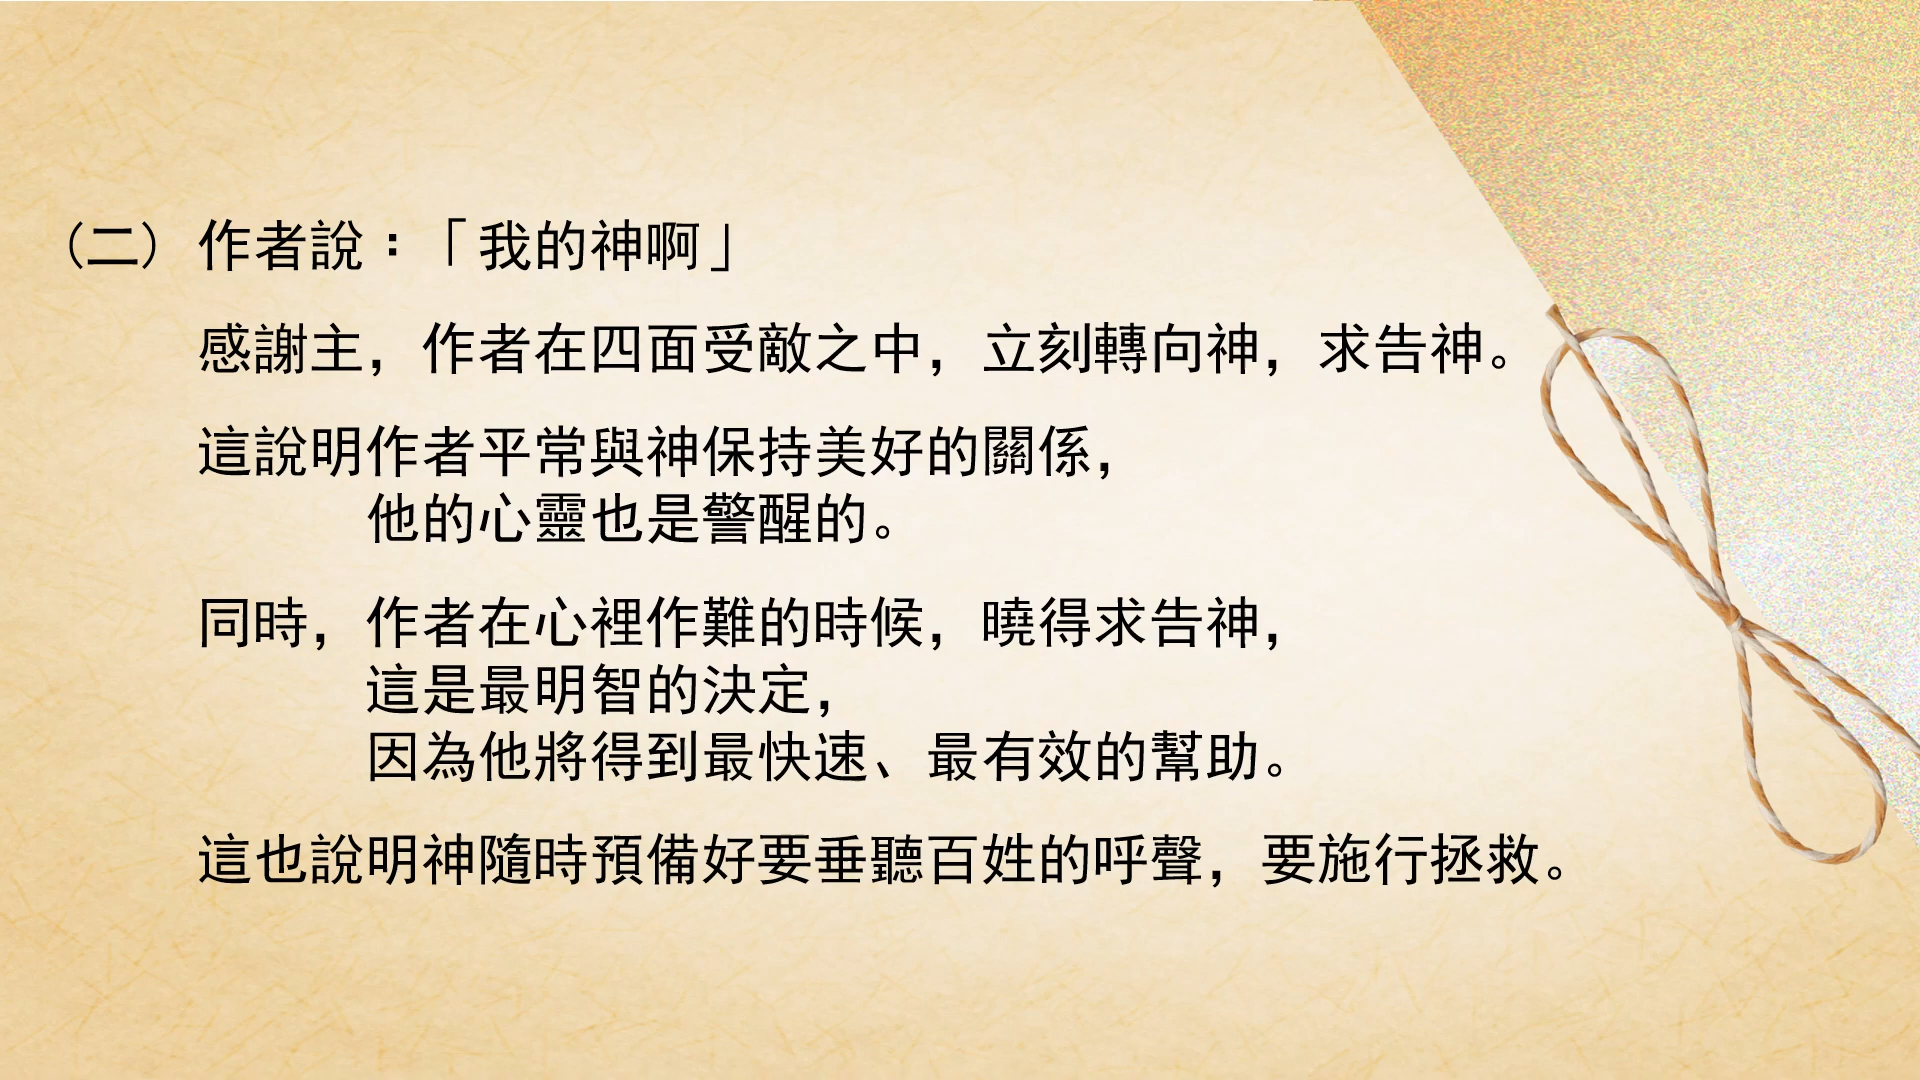 (二) 作者說：「我的神啊」
感謝主，作者在四面受敵之中，立刻轉向神，求告神。
這說明作者平常與神保持美好的關係，
他的心靈也是警醒的。
同時，作者在心裡作難的時候，曉得求告神，
這是最明智的決定，
因為他將得到最快速、最有效的幫助。
這也說明神隨時預備好要垂聽百姓的呼聲，要施行拯救。